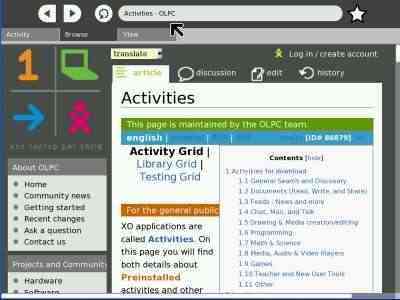 Activities - OLPC
Activity Browse View
translate
Log in / create account
article discussion edit history
one laptop per child
Activities
This page is maintained by the OLPC team.
english | [ID# 86679]
Activity Grid |
Library Grid |
Testing Grid
Contents [hide]
1 Activities for download
1.1 General Search and Discovery
1.2 Documents (Read, Write, and Share)
1.3 Feeds / News and more
1.4 Chat, Mail, and Talk
1.5 Drawing & Media creation/editing
1.6 Programming
1.7 Math & Science
1.8 Media, Audio & Video Players
1.9 Games
1.10 Teacher and New User Tools
1.11 Other
For the general public
XO applications are
called Activities. On
this page you will find
both details about
Preinstalled
activities and other
About OLPC
Home
Community news
Getting started
Recent changes
Ask a question
Contact us
Projects and Community
Hardware
Software